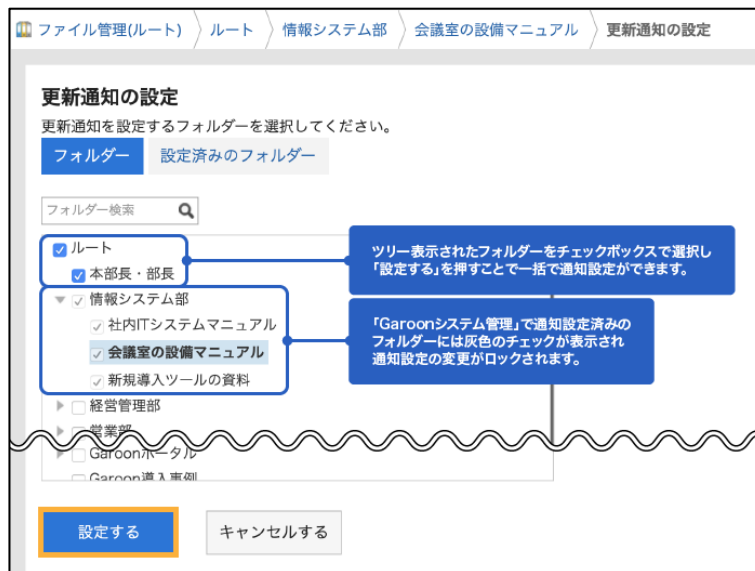 ファイル管理(ルート) 〉 ルート 〉 情報システム部 〉 会議室の設備マニュアル 〉 更新通知の設定
更新通知の設定
更新通知を設定するフォルダーを選択してください。
フォルダー 設定済みのフォルダー
フォルダー検索
ルート
本部長・部長
ツリー表示されたフォルダーをチェックボックスで選択し
「設定する」を押すことで一括で通知設定ができます。
情報システム部
社内ITシステムマニュアル
会議室の設備マニュアル
新規導入ツールの資料
「Garoonシステム管理」で通知設定済みの
フォルダーには灰色のチェックが表示され
通知設定の変更がロックされます。
経営管理部
営業部
Garoonポータル
Garoon導入事例
設定する キャンセルする